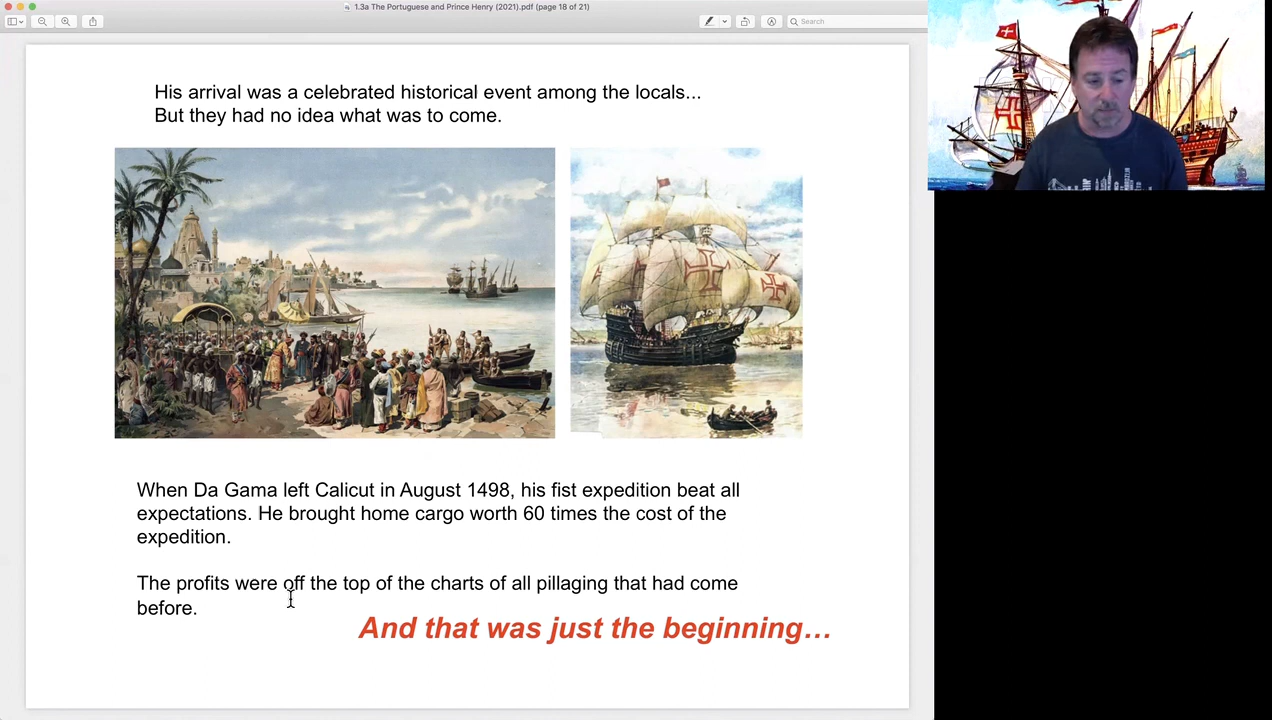 1.3a The Portuguese and Prince Henry (2021).pdf (page 18 of 21)
Search
His arrival was a celebrated historical event among the locals...
But they had no idea what was to come.
When Da Gama left Calicut in August 1498, his fist expedition beat all
expectations. He brought home cargo worth 60 times the cost of the
expedition.
The profits were off the top of the charts of all pillaging that had come
before.
And that was just the beginning…